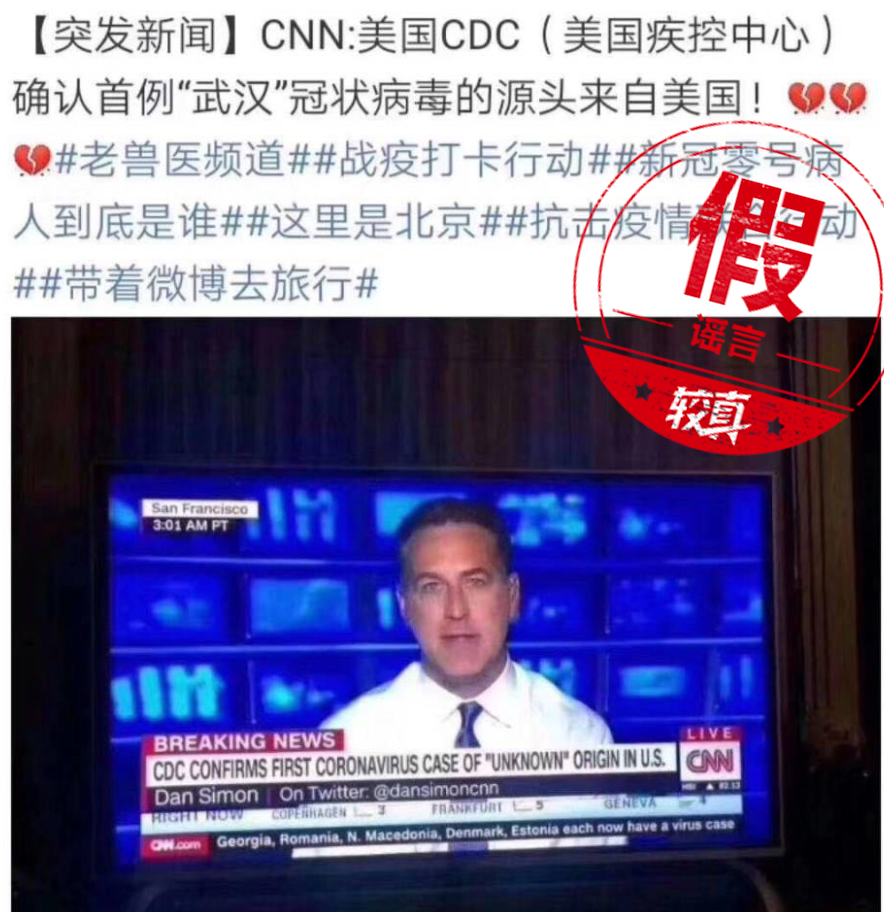 【突发新闻】CNN:美国CDC（美国疾控中心）
确认首例“武汉”冠状病毒的源头来自美国！
#老兽医频道##战疫打卡行动##新冠零号病
人到底是谁##这里是北京##抗击疫情 动
##带着微博去旅行#
假
谣言
较真
San Francisco
3:01 AM PT
BREAKING NEWS
LIVE
CDC CONFIRMS FIRST CORONAVIRUS CASE OF "UNKNOWN" ORIGIN IN U.S.
CNN
Dan Simon On Twitter: @dansimoncnn
RIGHT NOW COPENHAGEN 3 FRANKFURT 5 GENEVA 4
CNN.com Georgia, Romania, N. Macedonia, Denmark, Estonia each now have a virus case